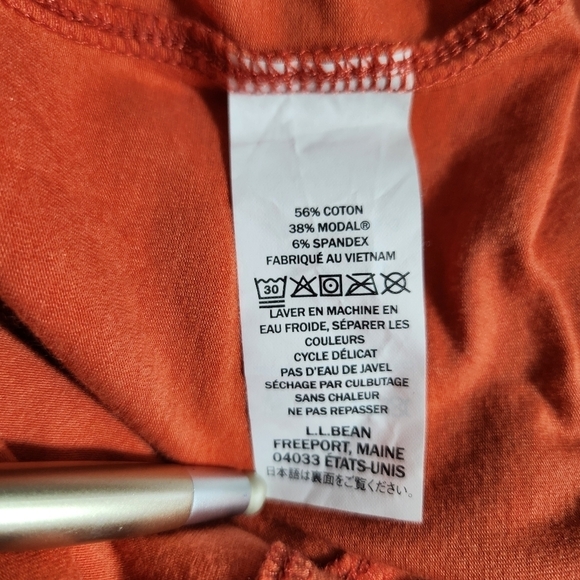 56% COTON
38% MODAL®
6% SPANDEX
FABRIQUÉ AU VIETNAM
30
LAVER EN MACHINE EN
EAU FROIDE, SÉPARER LES
COULEURS
CYCLE DÉLICAT
PAS D'EAU DE JAVEL
SÉCHAGE PAR CULBUTAGE
SANS CHALEUR
NE PAS REPASSER
L.L.BEAN
FREEPORT, MAINE
04033 ÉTATS-UNIS
日本語は裏面をご覧ください。